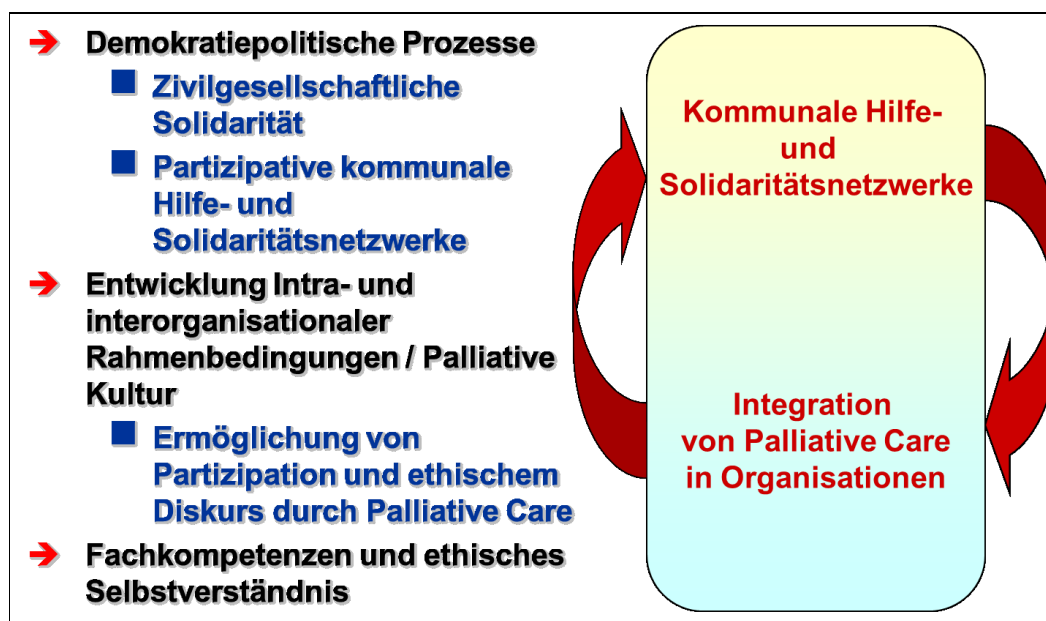 Demokratiepolitische Prozesse
Zivilgesellschaftliche
Solidarität
Partizipative kommunale
Hilfe- und
Solidaritätsnetzwerke
Entwicklung Intra- und
interorganisationaler
Rahmenbedingungen / Palliative
Kultur
Ermöglichung von
Partizipation und ethischem
Diskurs durch Palliative Care
Fachkompetenzen und ethisches
Selbstverständnis
Kommunale Hilfe-
und
Solidaritätsnetzwerke
Integration
von Palliative Care
in Organisationen